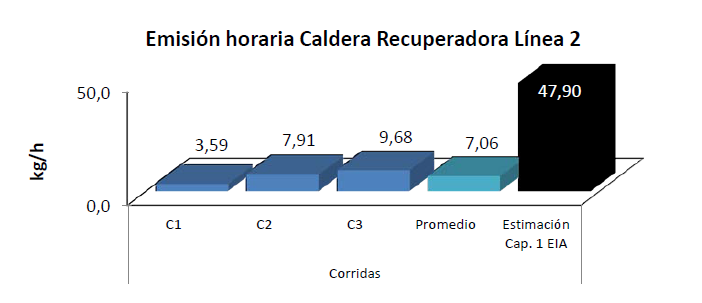 Emisión horaria Caldera Recuperadora Línea 2
kg/h
50,0
0,0
3,59
7,91
9,68
7,06
47,90
C1
C2
C3
Promedio
Estimación
Cap. 1 EIA
Corridas